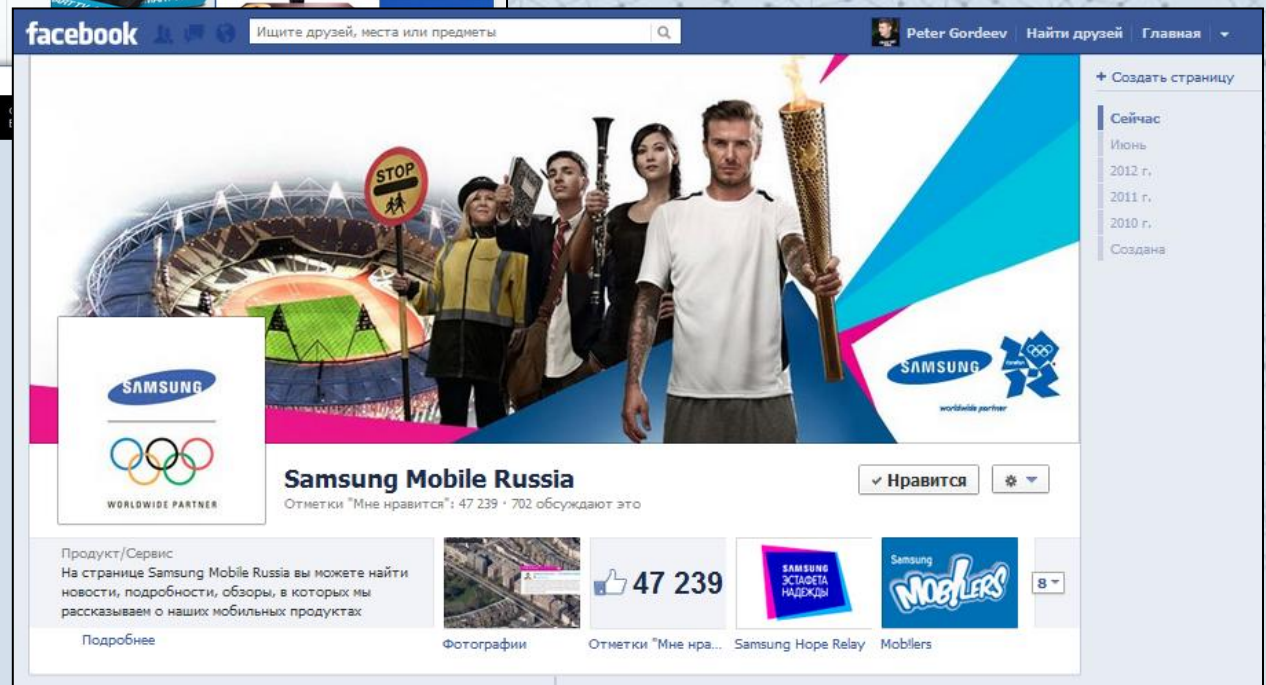 facebook
Ищите друзей, места или предметы
Peter Gordeev
Найти друзей
Главная
+ Создать страницу
Сейчас
Июнь
2012 г.
2011 г.
2010 г.
Создана
STOP
SAMSUNG
worldwide partner
SAMSUNG
WORLDWIDE PARTNER
Samsung Mobile Russia
Отметки "Мне нравится": 47 239 · 702 обсуждают это
Нравится
Продукт/Сервис
На странице Samsung Mobile Russia вы можете найти
новости, подробности, обзоры, в которых мы
рассказываем о наших мобильных продуктах
Подробнее
Фотографии
47 239
Отметки "Мне нра...
SAMSUNG
ЭСТАФЕТА
НАДЕЖДЫ
Samsung Hope Relay
Samsung
MOB!LERS
Mob!lers
8